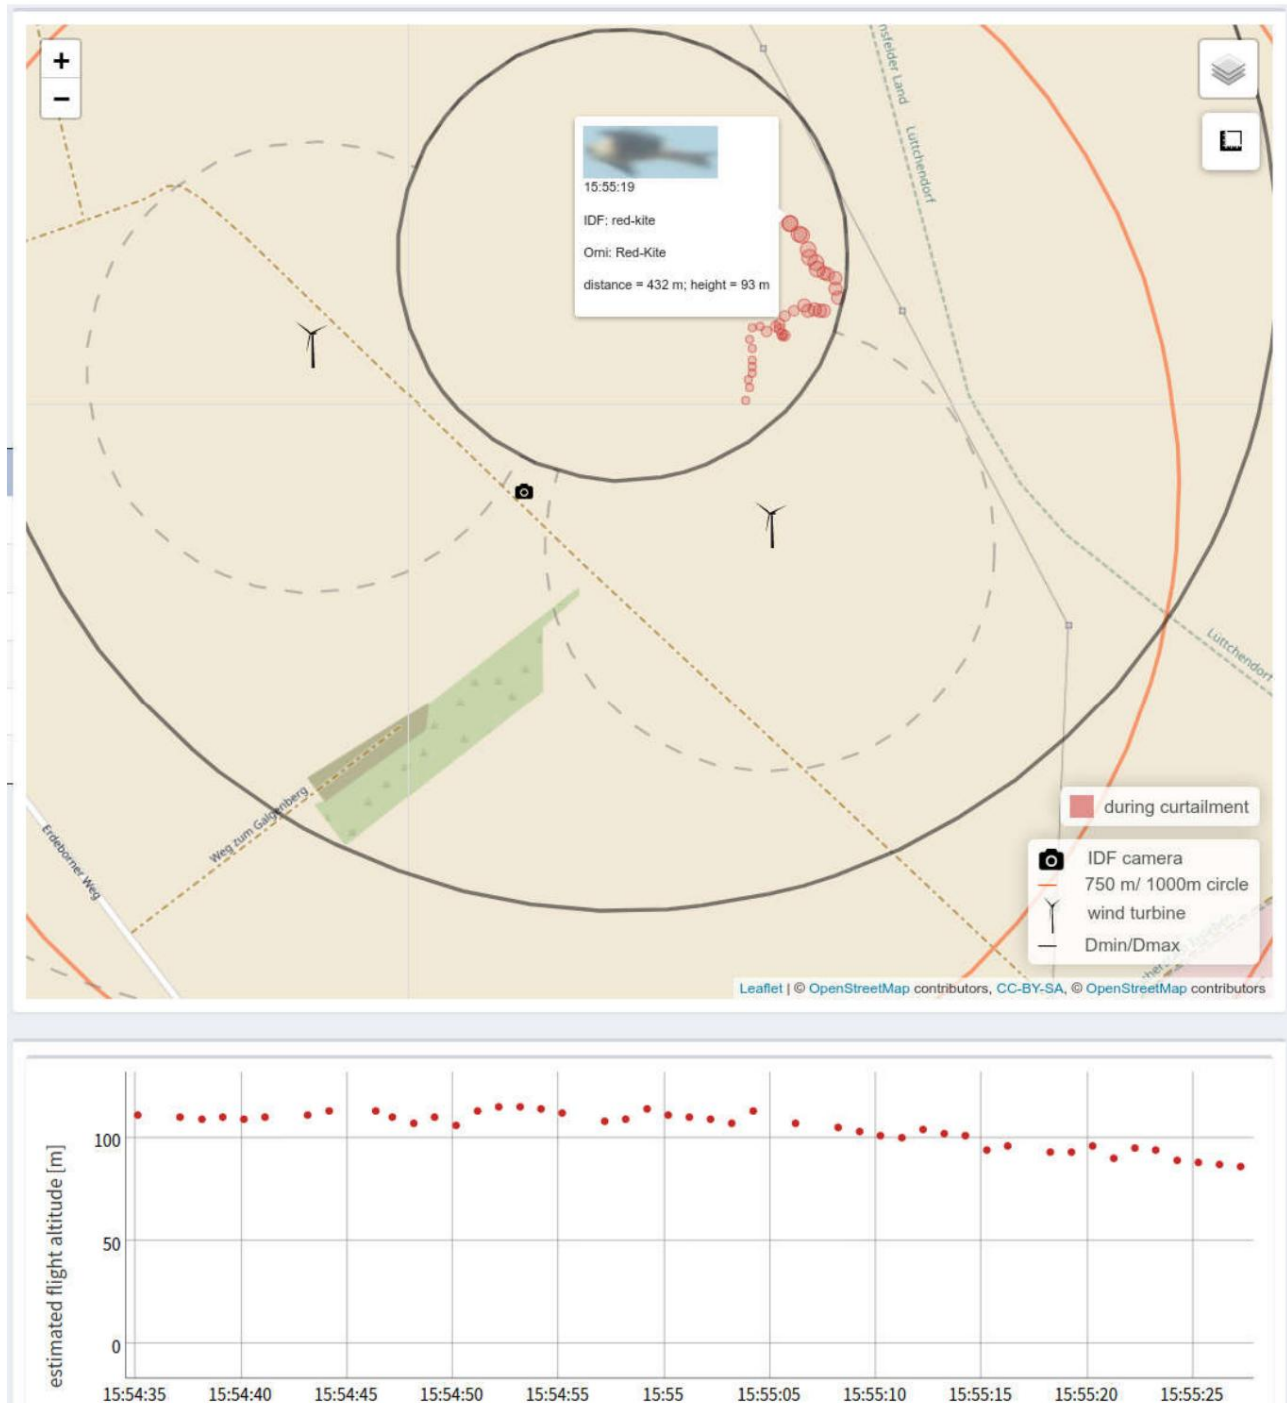 +
−
nsfelder Land
Lüttchendorf
15:55:19
IDF: red-kite
Orni: Red-Kite
distance = 432 m; height = 93 m
Lüttchendorf
Weg zum Galgenberg
Erdeborner Weg
during curtailment
IDF camera
750 m/ 1000m circle
wind turbine
Dmin/Dmax
Leaflet | © OpenStreetMap contributors, CC-BY-SA, © OpenStreetMap contributors
estimated flight altitude [m]
100
50
0
15:54:35 15:54:40 15:54:45 15:54:50 15:54:55 15:55 15:55:05 15:55:10 15:55:15 15:55:20 15:55:25